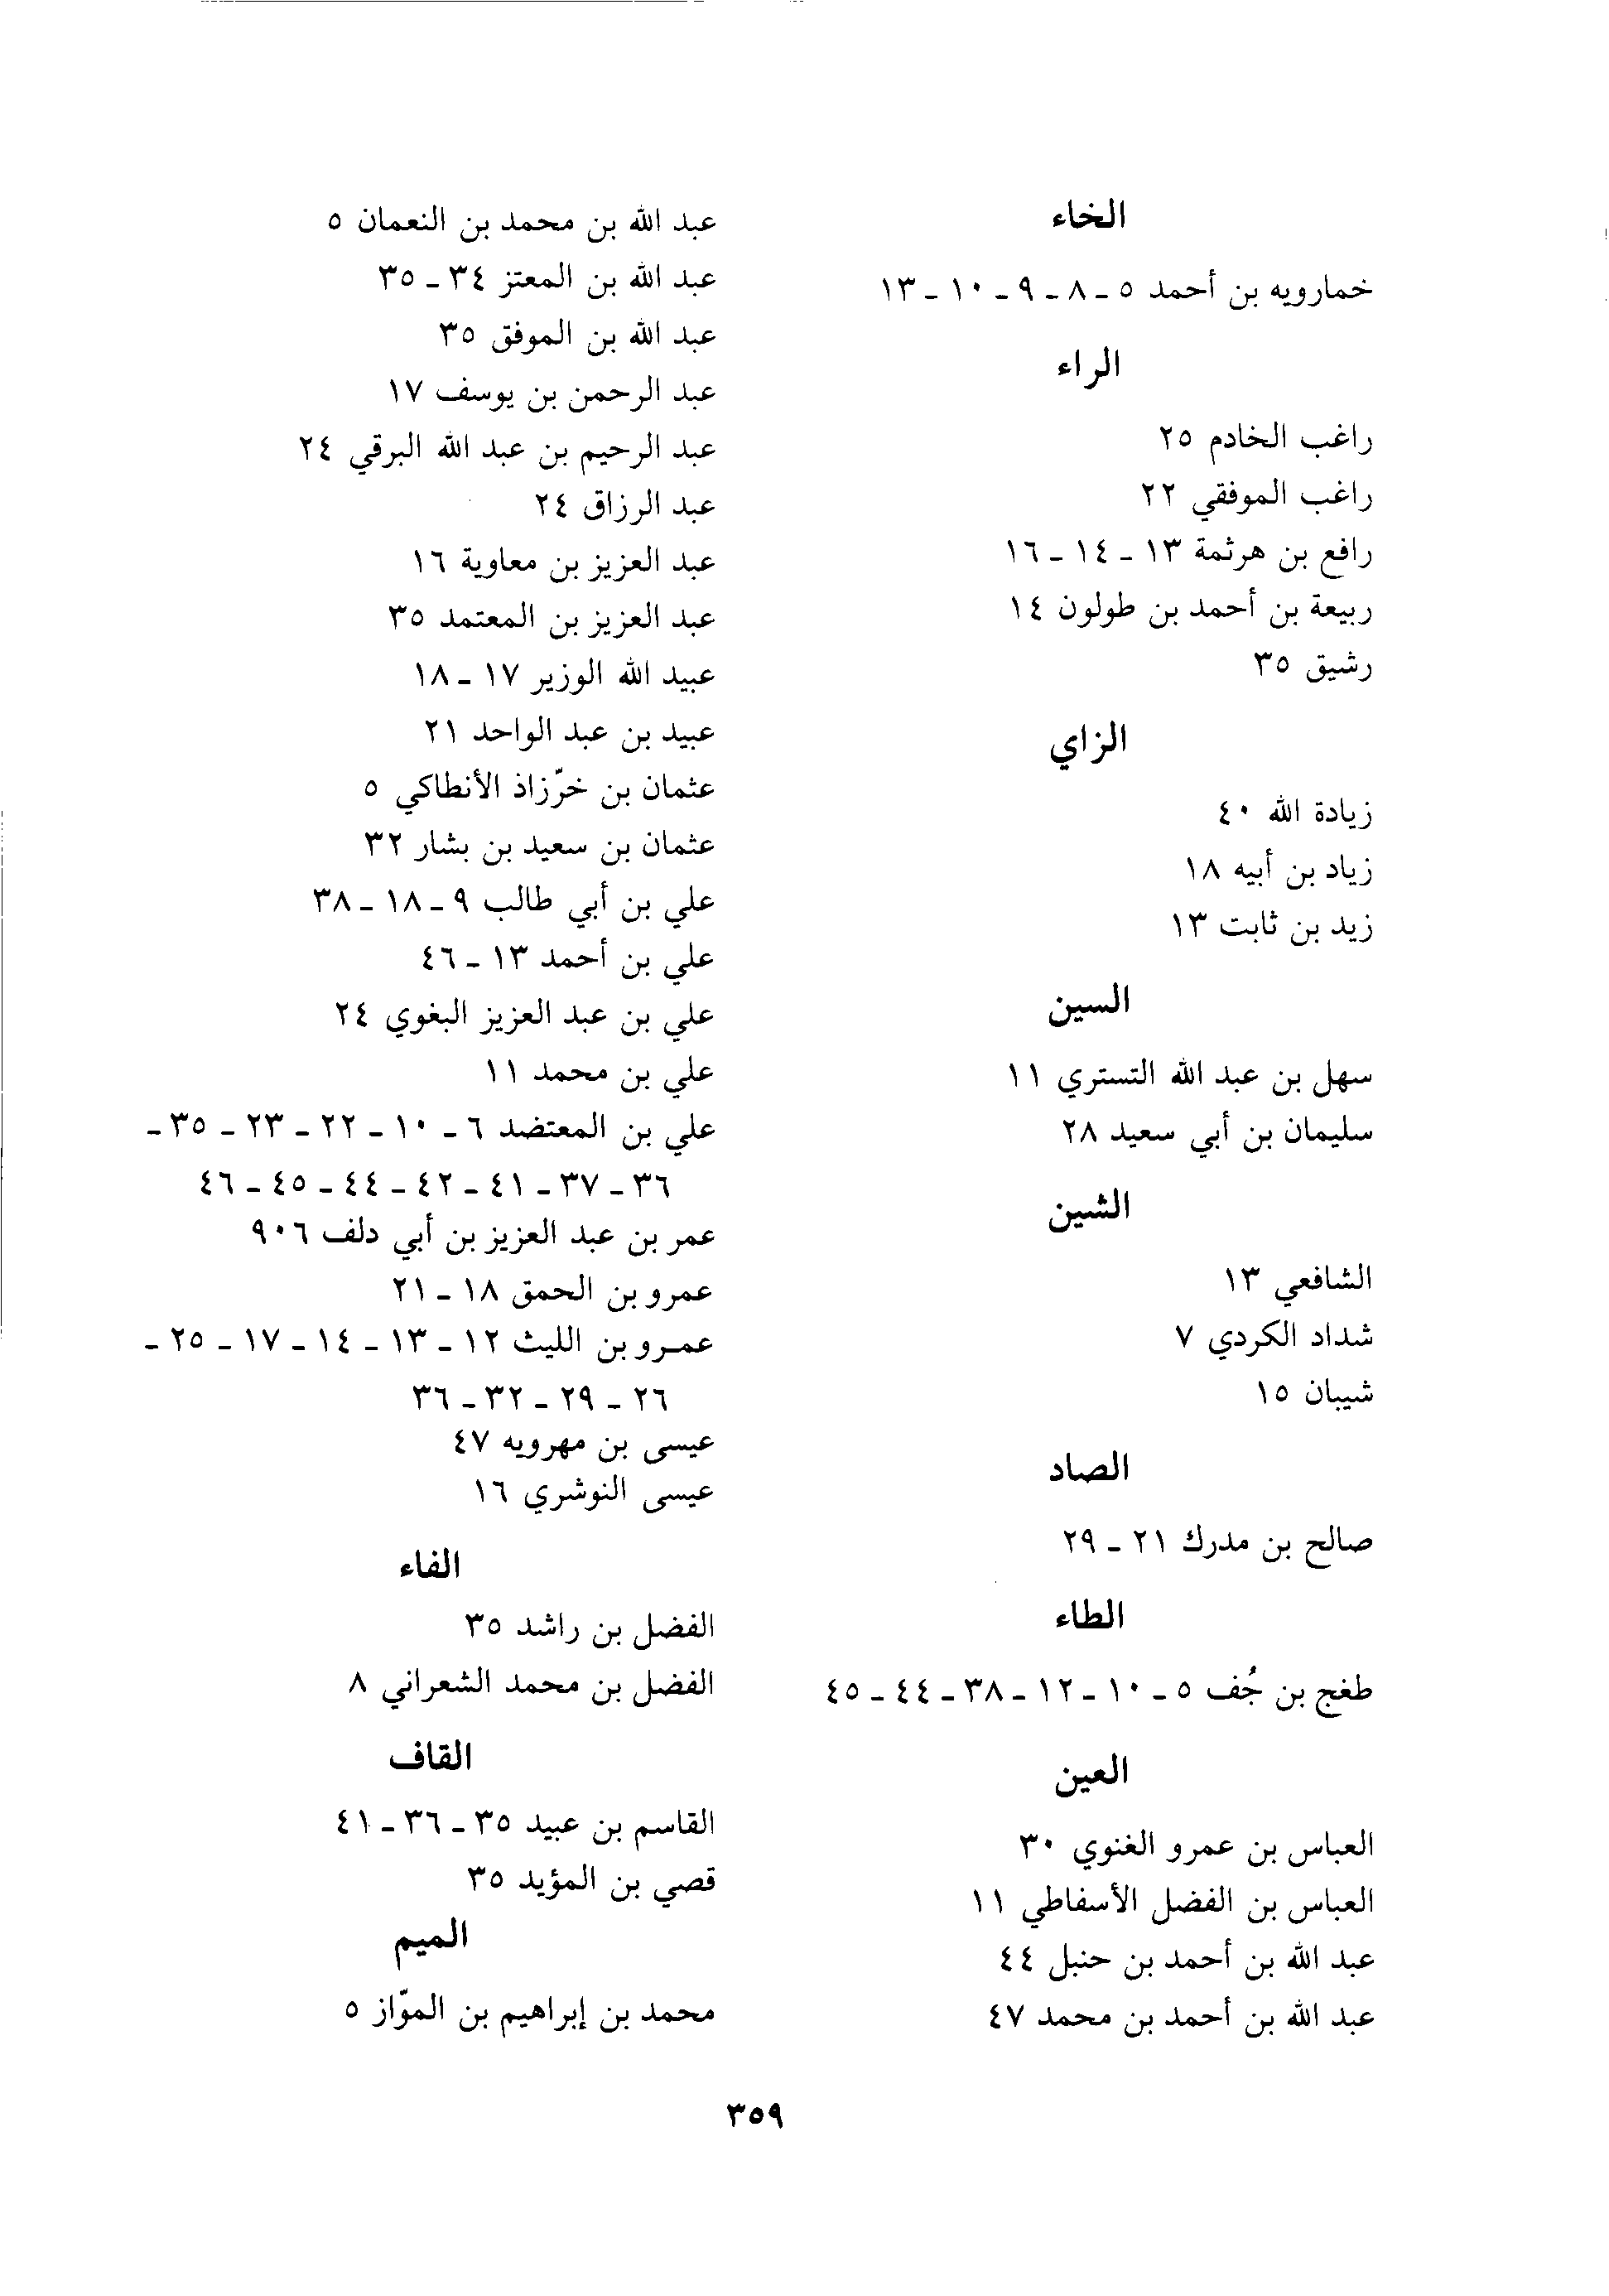 الخاء
خمارويه بن أحمد ٥ - ٨ - ٩ - ١٠ - ١٣
الراء
راغب الخادم ٢٥
راغب الموفقي ٢٢
رافع بن هرثمة ١٣ - ١٤ - ١٦
ربيعة بن أحمد بن طولون ١٤
رشيق ٣٥
الزاي
زيادة الله ٤٠
زياد بن أبيه ١٨
زيد بن ثابت ١٣
السين
سهل بن عبد الله التستري ١١
سليمان بن أبي سعيد ٢٨
الشين
الشافعي ١٣
شداد الكردي ٧
شيبان ١٥
الصاد
صالح بن مدرك ٢١ - ٢٩
الطاء
طغج بن جُف ٥ - ١٠ - ١٢ - ٣٨ - ٤٤ - ٤٥
العين
العباس بن عمرو الغنوي ٣٠
العباس بن الفضل الأسفاطي ١١
عبد الله بن أحمد بن حنبل ٤٤
عبد الله بن أحمد بن محمد ٤٧
عبد الله بن محمد بن النعمان ٥
عبد الله بن المعتز ٣٤ - ٣٥
عبد الله بن الموفق ٣٥
عبد الرحمن بن يوسف ١٧
عبد الرحيم بن عبد الله البرقي ٢٤
عبد الرزاق ٢٤
عبد العزيز بن معاوية ١٦
عبد العزيز بن المعتمد ٣٥
عبيد الله الوزير ١٧ - ١٨
عبيد بن عبد الواحد ٢١
عثمان بن خرّزاذ الأنطاكي ٥
عثمان بن سعيد بن بشار ٣٢
علي بن أبي طالب ٩ - ١٨ - ٣٨
علي بن أحمد ١٣ - ٤٦
علي بن عبد العزيز البغوي ٢٤
علي بن محمد ١١
علي بن المعتضد ٦ - ١٠ - ٢٢ - ٢٣ - ٣٥ -
٣٦ - ٣٧ - ٤١ - ٤٢ - ٤٤ - ٤٥ - ٤٦
عمر بن عبد العزيز بن أبي دلف ٩٠٦
عمرو بن الحمق ١٨ - ٢١
عمرو بن الليث ١٢ - ١٣ - ١٤ - ١٧ - ٢٥ -
٢٦ - ٢٩ - ٣٢ - ٣٦
عيسى بن مهرويه ٤٧
عيسى النوشري ١٦
الفاء
الفضل بن راشد ٣٥
الفضل بن محمد الشعراني ٨
القاف
القاسم بن عبيد ٣٥ - ٣٦ - ٤١
قصي بن المؤيد ٣٥
الميم
محمد بن إبراهيم بن الموّاز ٥
٣٥٩